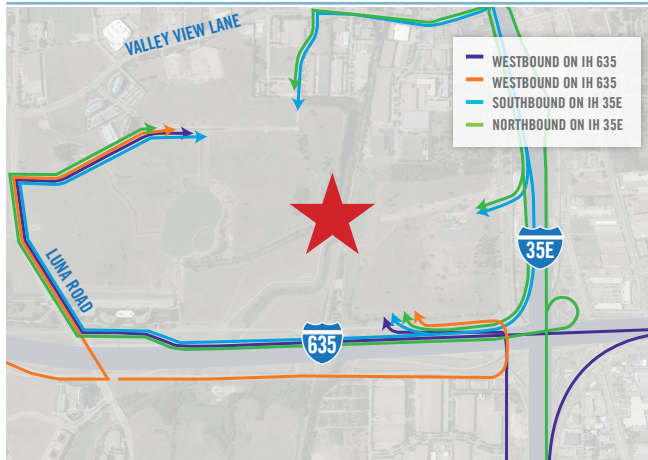 VALLEY VIEW LANE
WESTBOUND ON IH 635
WESTBOUND ON IH 635
SOUTHBOUND ON IH 35E
NORTHBOUND ON IH 35E
35E
LUNA ROAD
635